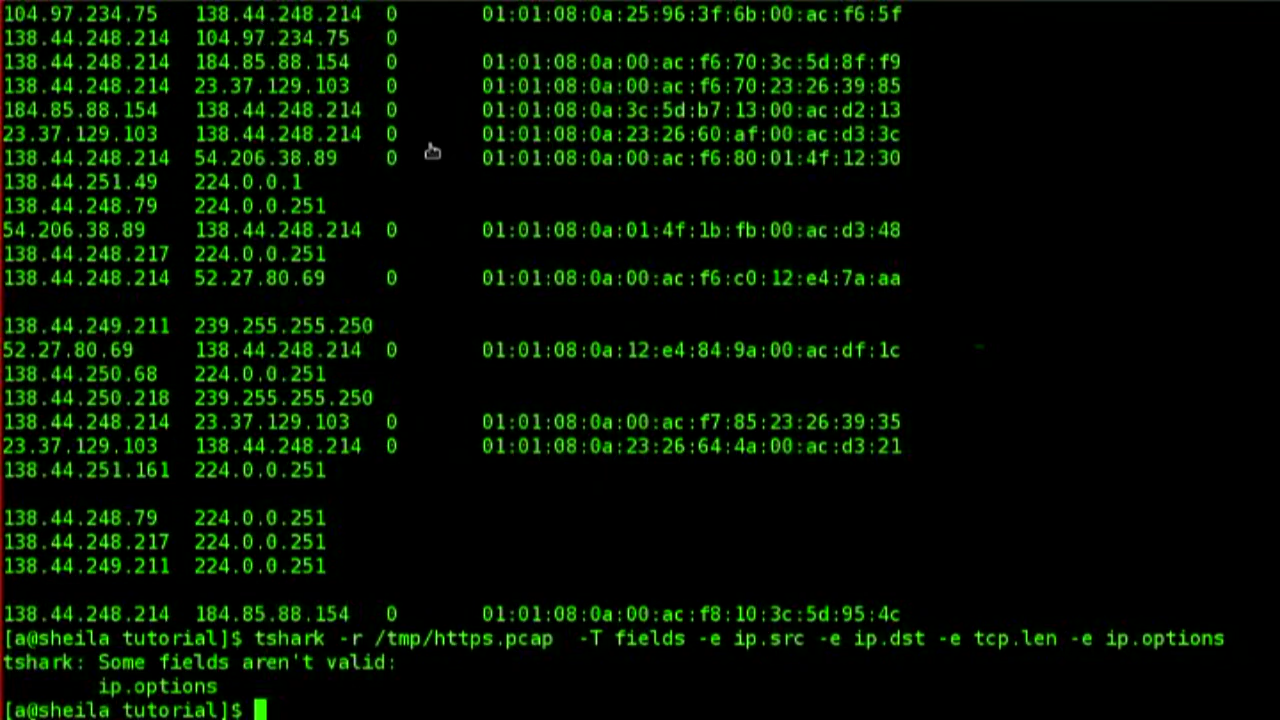 104.97.234.75 138.44.248.214 0 01:01:08:0a:25:96:3f:6b:00:ac:f6:5f
138.44.248.214 104.97.234.75 0
138.44.248.214 184.85.88.154 0 01:01:08:0a:00:ac:f6:70:3c:5d:8f:f9
138.44.248.214 23.37.129.103 0 01:01:08:0a:00:ac:f6:70:23:26:39:85
184.85.88.154 138.44.248.214 0 01:01:08:0a:3c:5d:b7:13:00:ac:d2:13
23.37.129.103 138.44.248.214 0 01:01:08:0a:23:26:60:af:00:ac:d3:3c
138.44.248.214 54.206.38.89 0 01:01:08:0a:00:ac:f6:80:01:4f:12:30
138.44.251.49 224.0.0.1
138.44.248.79 224.0.0.251
54.206.38.89 138.44.248.214 0 01:01:08:0a:01:4f:1b:fb:00:ac:d3:48
138.44.248.217 224.0.0.251
138.44.248.214 52.27.80.69 0 01:01:08:0a:00:ac:f6:c0:12:e4:7a:aa
138.44.249.211 239.255.255.250
52.27.80.69 138.44.248.214 0 01:01:08:0a:12:e4:84:9a:00:ac:df:1c
138.44.250.68 224.0.0.251
138.44.250.218 239.255.255.250
138.44.248.214 23.37.129.103 0 01:01:08:0a:00:ac:f7:85:23:26:39:35
23.37.129.103 138.44.248.214 0 01:01:08:0a:23:26:64:4a:00:ac:d3:21
138.44.251.161 224.0.0.251
138.44.248.79 224.0.0.251
138.44.248.217 224.0.0.251
138.44.249.211 224.0.0.251
138.44.248.214 184.85.88.154 0 01:01:08:0a:00:ac:f8:10:3c:5d:95:4c
[a@sheila tutorial]$ tshark -r /tmp/https.pcap -T fields -e ip.src -e ip.dst -e tcp.len -e ip.options
tshark: Some fields aren't valid:
ip.options
[a@sheila tutorial]$